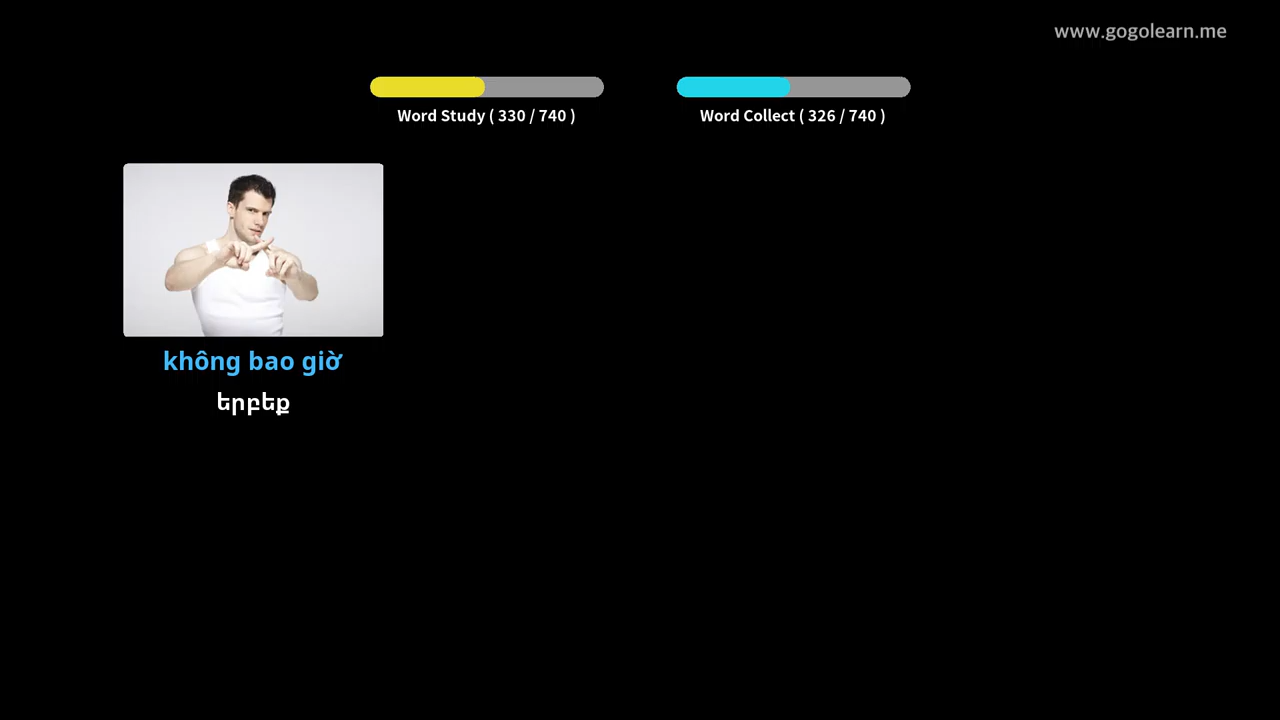 www.gogolearn.me
Word Study ( 330 / 740 )
Word Collect ( 326 / 740 )
không bao giờ
երբեք